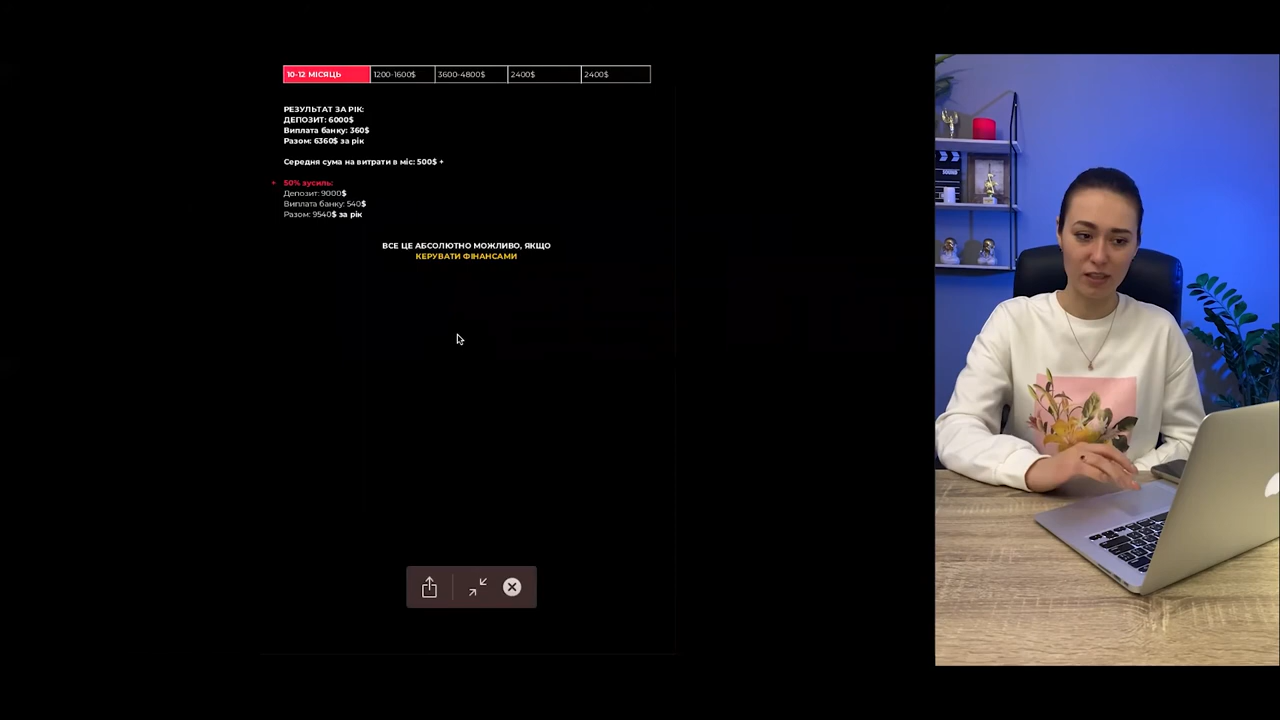 10-12 МІСЯЦЬ 1200-1600$ 3600-4800$ 2400$ 2400$
РЕЗУЛЬТАТ ЗА РІК:
ДЕПОЗИТ: 6000$
Виплата банку: 360$
Разом: 6360$ за рік
Середня сума на витрати в міс: 500$ +
+ 50% зусиль:
Депозит: 9000$
Виплата банку: 540$
Разом: 9540$ за рік
ВСЕ ЦЕ АБСОЛЮТНО МОЖЛИВО, ЯКЩО
КЕРУВАТИ ФІНАНСАМИ